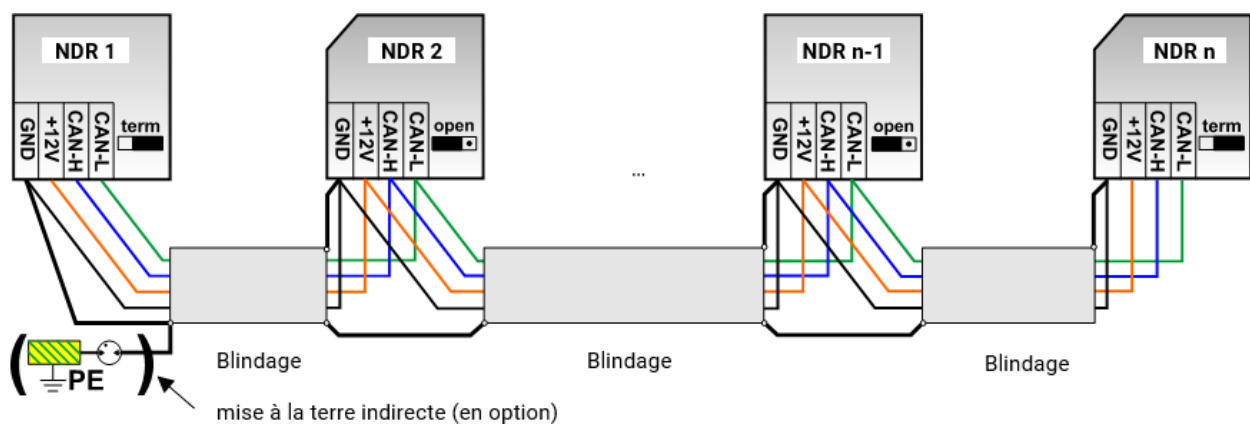 NDR 1
NDR 2
NDR n-1
NDR n
GND
+12V
CAN-H
CAN-L
term
GND
+12V
CAN-H
CAN-L
open
...
GND
+12V
CAN-H
CAN-L
open
GND
+12V
CAN-H
CAN-L
term
( PE )
Blindage
Blindage
Blindage
mise à la terre indirecte (en option)